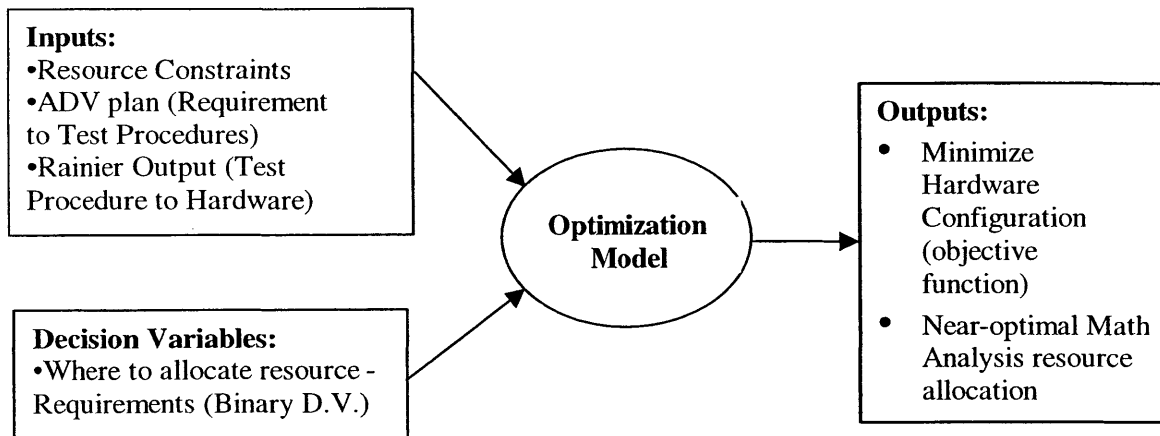 Inputs:
•Resource Constraints
•ADV plan (Requirement
to Test Procedures)
•Rainier Output (Test
Procedure to Hardware)
Decision Variables:
•Where to allocate resource -
Requirements (Binary D.V.)
Optimization
Model
Outputs:
• Minimize
Hardware
Configuration
(objective
function)
• Near-optimal Math
Analysis resource
allocation